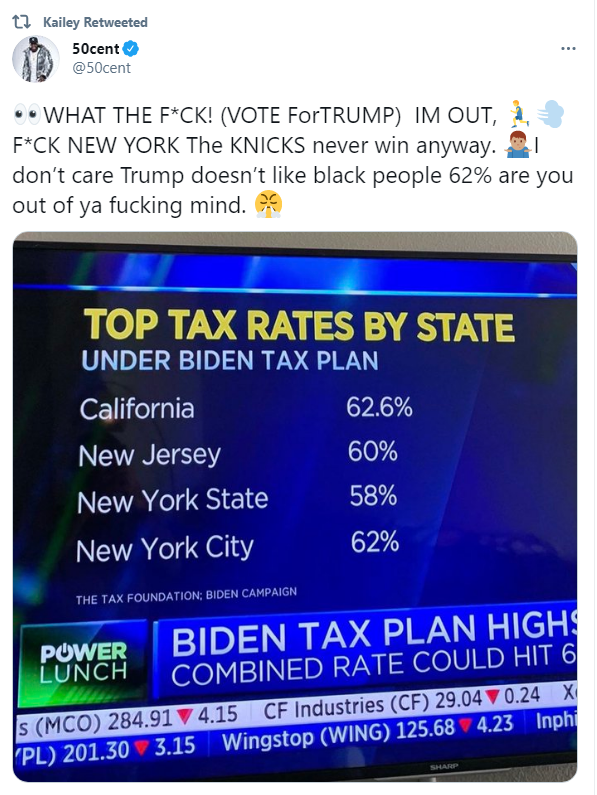 Kailey Retweeted
50cent
@50cent
👀WHAT THE F*CK! (VOTE ForTRUMP) IM OUT, 🏃‍♂️💨
F*CK NEW YORK The KNICKS never win anyway. 🤷🏽‍♂️I
don’t care Trump doesn’t like black people 62% are you
out of ya fucking mind. 😤
TOP TAX RATES BY STATE
UNDER BIDEN TAX PLAN
California 62.6%
New Jersey 60%
New York State 58%
New York City 62%
THE TAX FOUNDATION; BIDEN CAMPAIGN
POWER
LUNCH
BIDEN TAX PLAN HIGHS
COMBINED RATE COULD HIT 6
s (MCO) 284.91 ▼ 4.15 CF Industries (CF) 29.04 ▼ 0.24 X
PL) 201.30 ▼ 3.15 Wingstop (WING) 125.68 ▼ 4.23 Inphi
SHARP